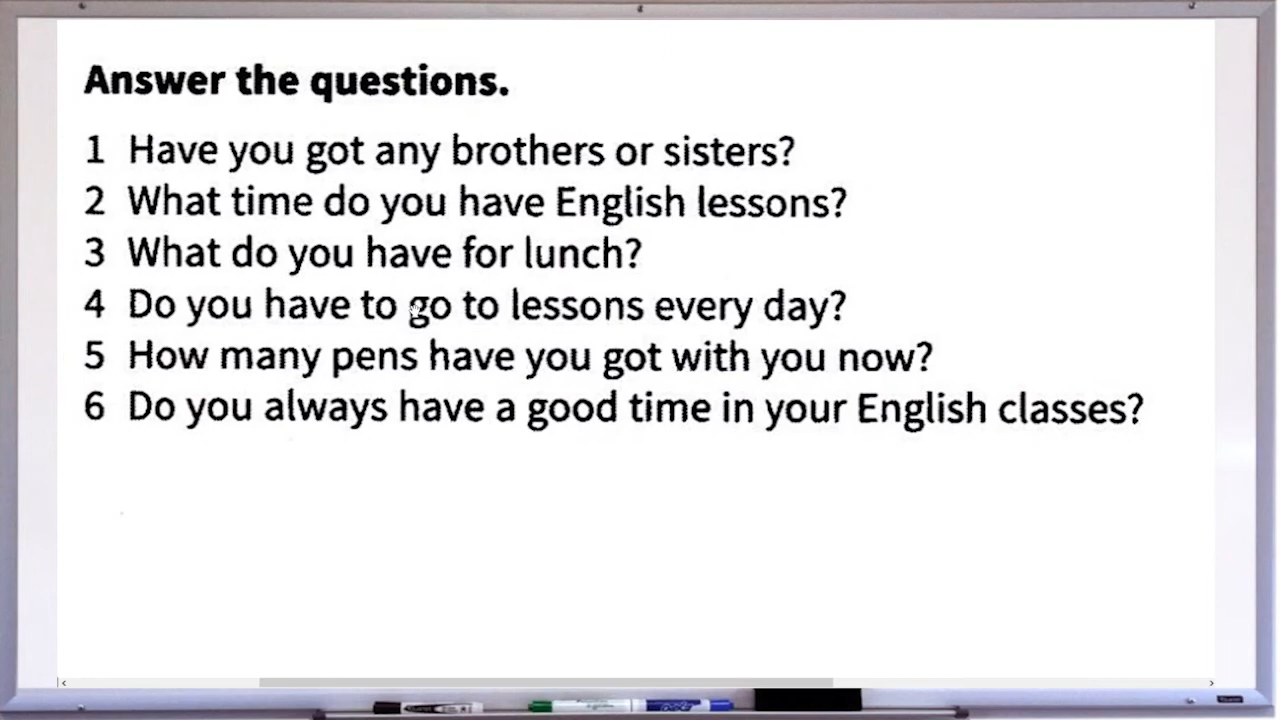 Answer the questions.
1 Have you got any brothers or sisters?
2 What time do you have English lessons?
3 What do you have for lunch?
4 Do you have to go to lessons every day?
5 How many pens have you got with you now?
6 Do you always have a good time in your English classes?